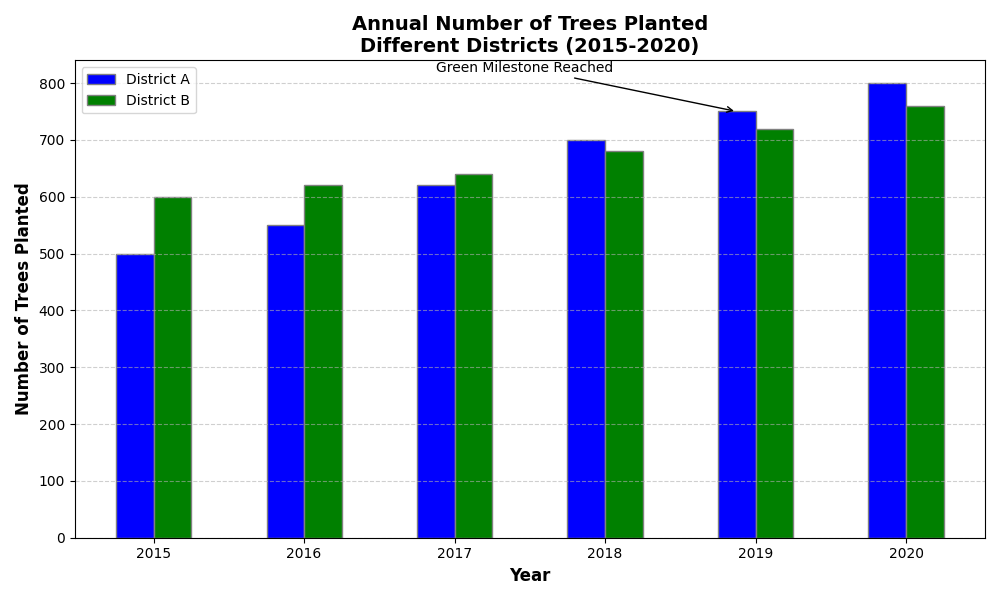 Annual Number of Trees Planted
Different Districts (2015-2020)
Green Milestone Reached
District A
District B
Number of Trees Planted
800
700
600
500
400
300
200
100
0
2015
2016
2017
2018
2019
2020
Year